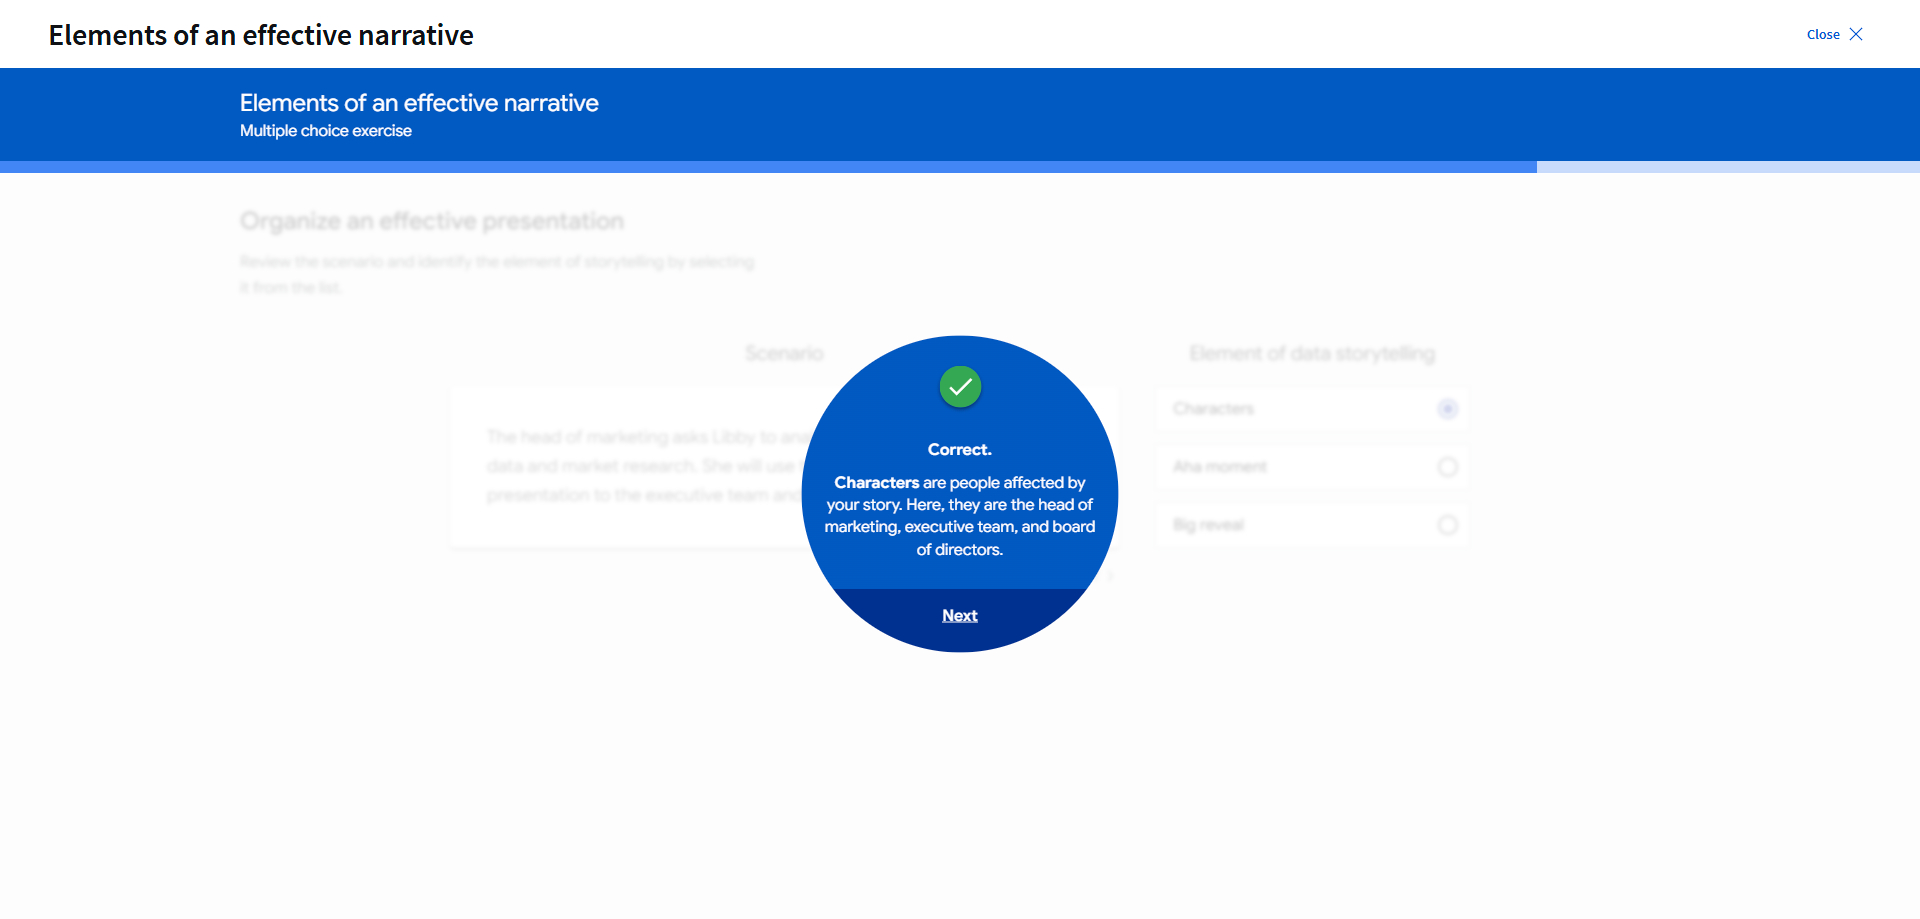 Elements of an effective narrative
Close
Elements of an effective narrative
Multiple choice exercise
Organize an effective presentation
Review the scenario and identify the element of storytelling by selecting
it from the list.
Scenario
Element of data storytelling
The head of marketing asks Libby to
data and market research. She will use
presentation to the executive team and
Characters
Aha moment
Big reveal
Correct.
Characters are people affected by
your story. Here, they are the head of
marketing, executive team, and board
of directors.
Next